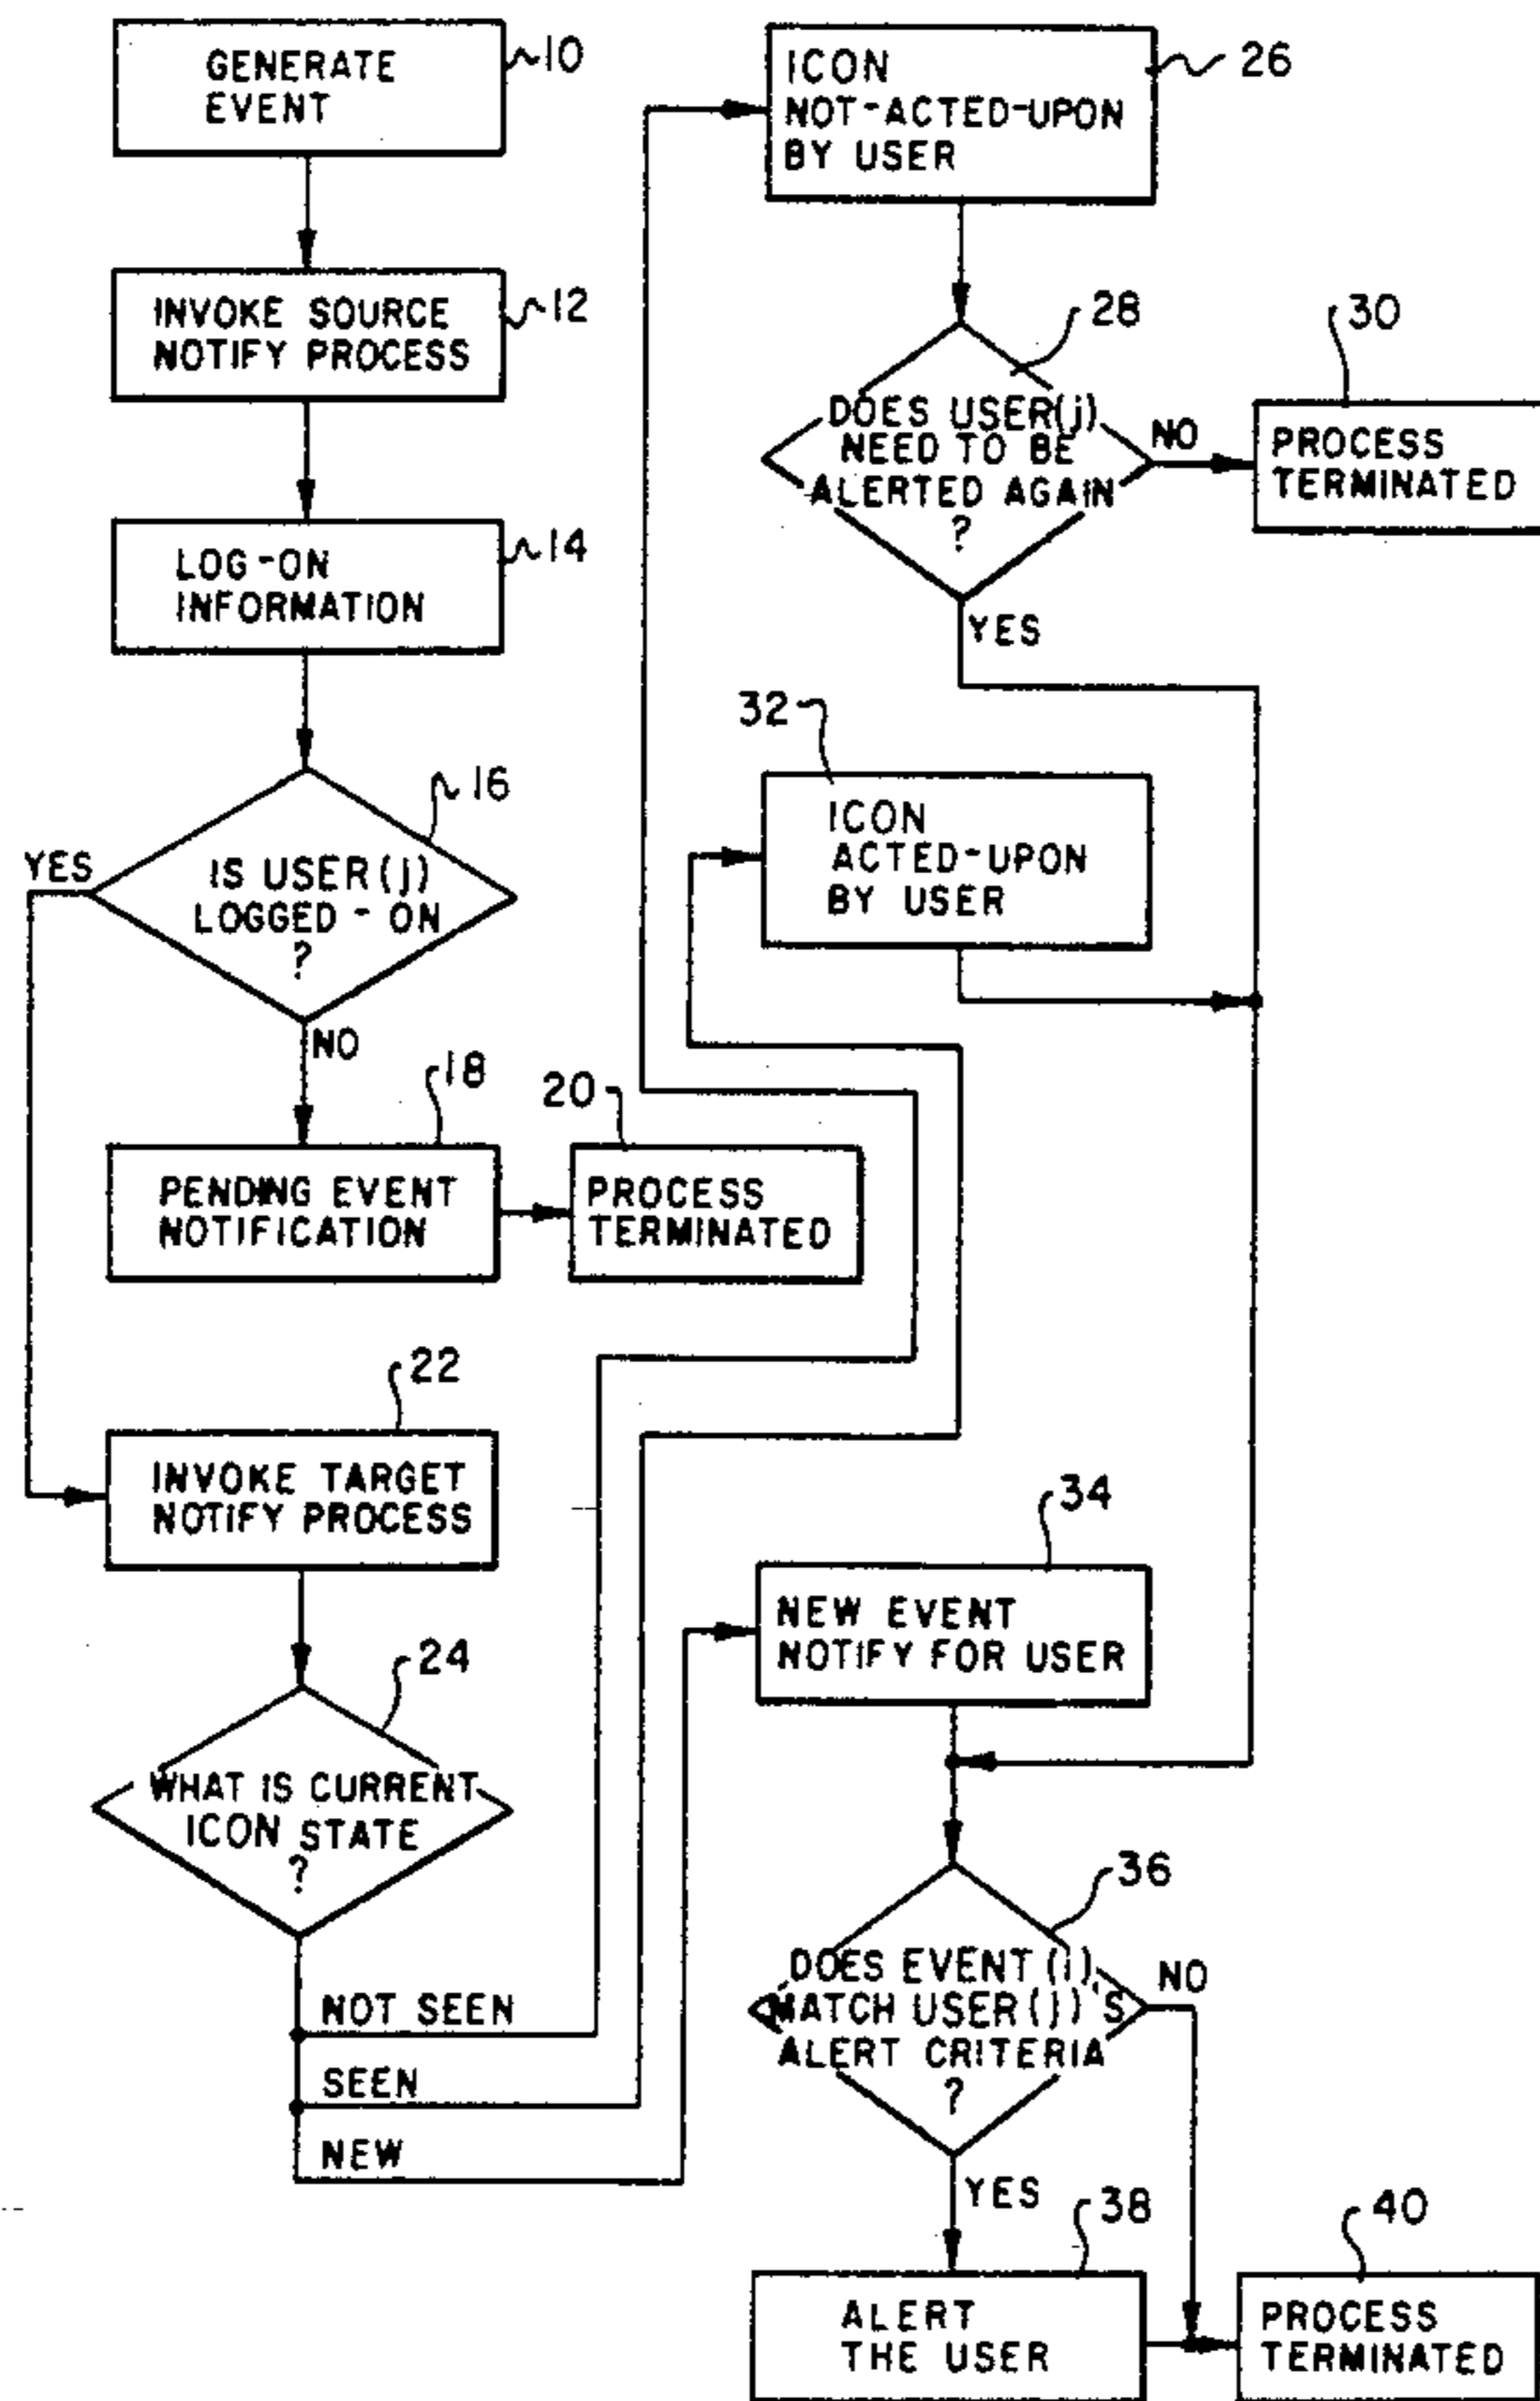 GENERATE
EVENT
10
INVOKE SOURCE
NOTIFY PROCESS
12
LOG-ON
INFORMATION
14
16
YES
IS USER(j)
LOGGED-ON
?
NO
18
PENDING EVENT
NOTIFICATION
20
PROCESS
TERMINATED
22
INVOKE TARGET
NOTIFY PROCESS
24
WHAT IS CURRENT
ICON STATE
?
NOT SEEN
SEEN
NEW
ICON
NOT-ACTED-UPON
BY USER
26
28
DOES USER(j)
NEED TO BE
ALERTED AGAIN
?
NO
YES
30
PROCESS
TERMINATED
32
ICON
ACTED-UPON
BY USER
34
NEW EVENT
NOTIFY FOR USER
36
DOES EVENT (i)
MATCH USER (j)'S
ALERT CRITERIA
?
NO
YES
38
ALERT
THE USER
40
PROCESS
TERMINATED